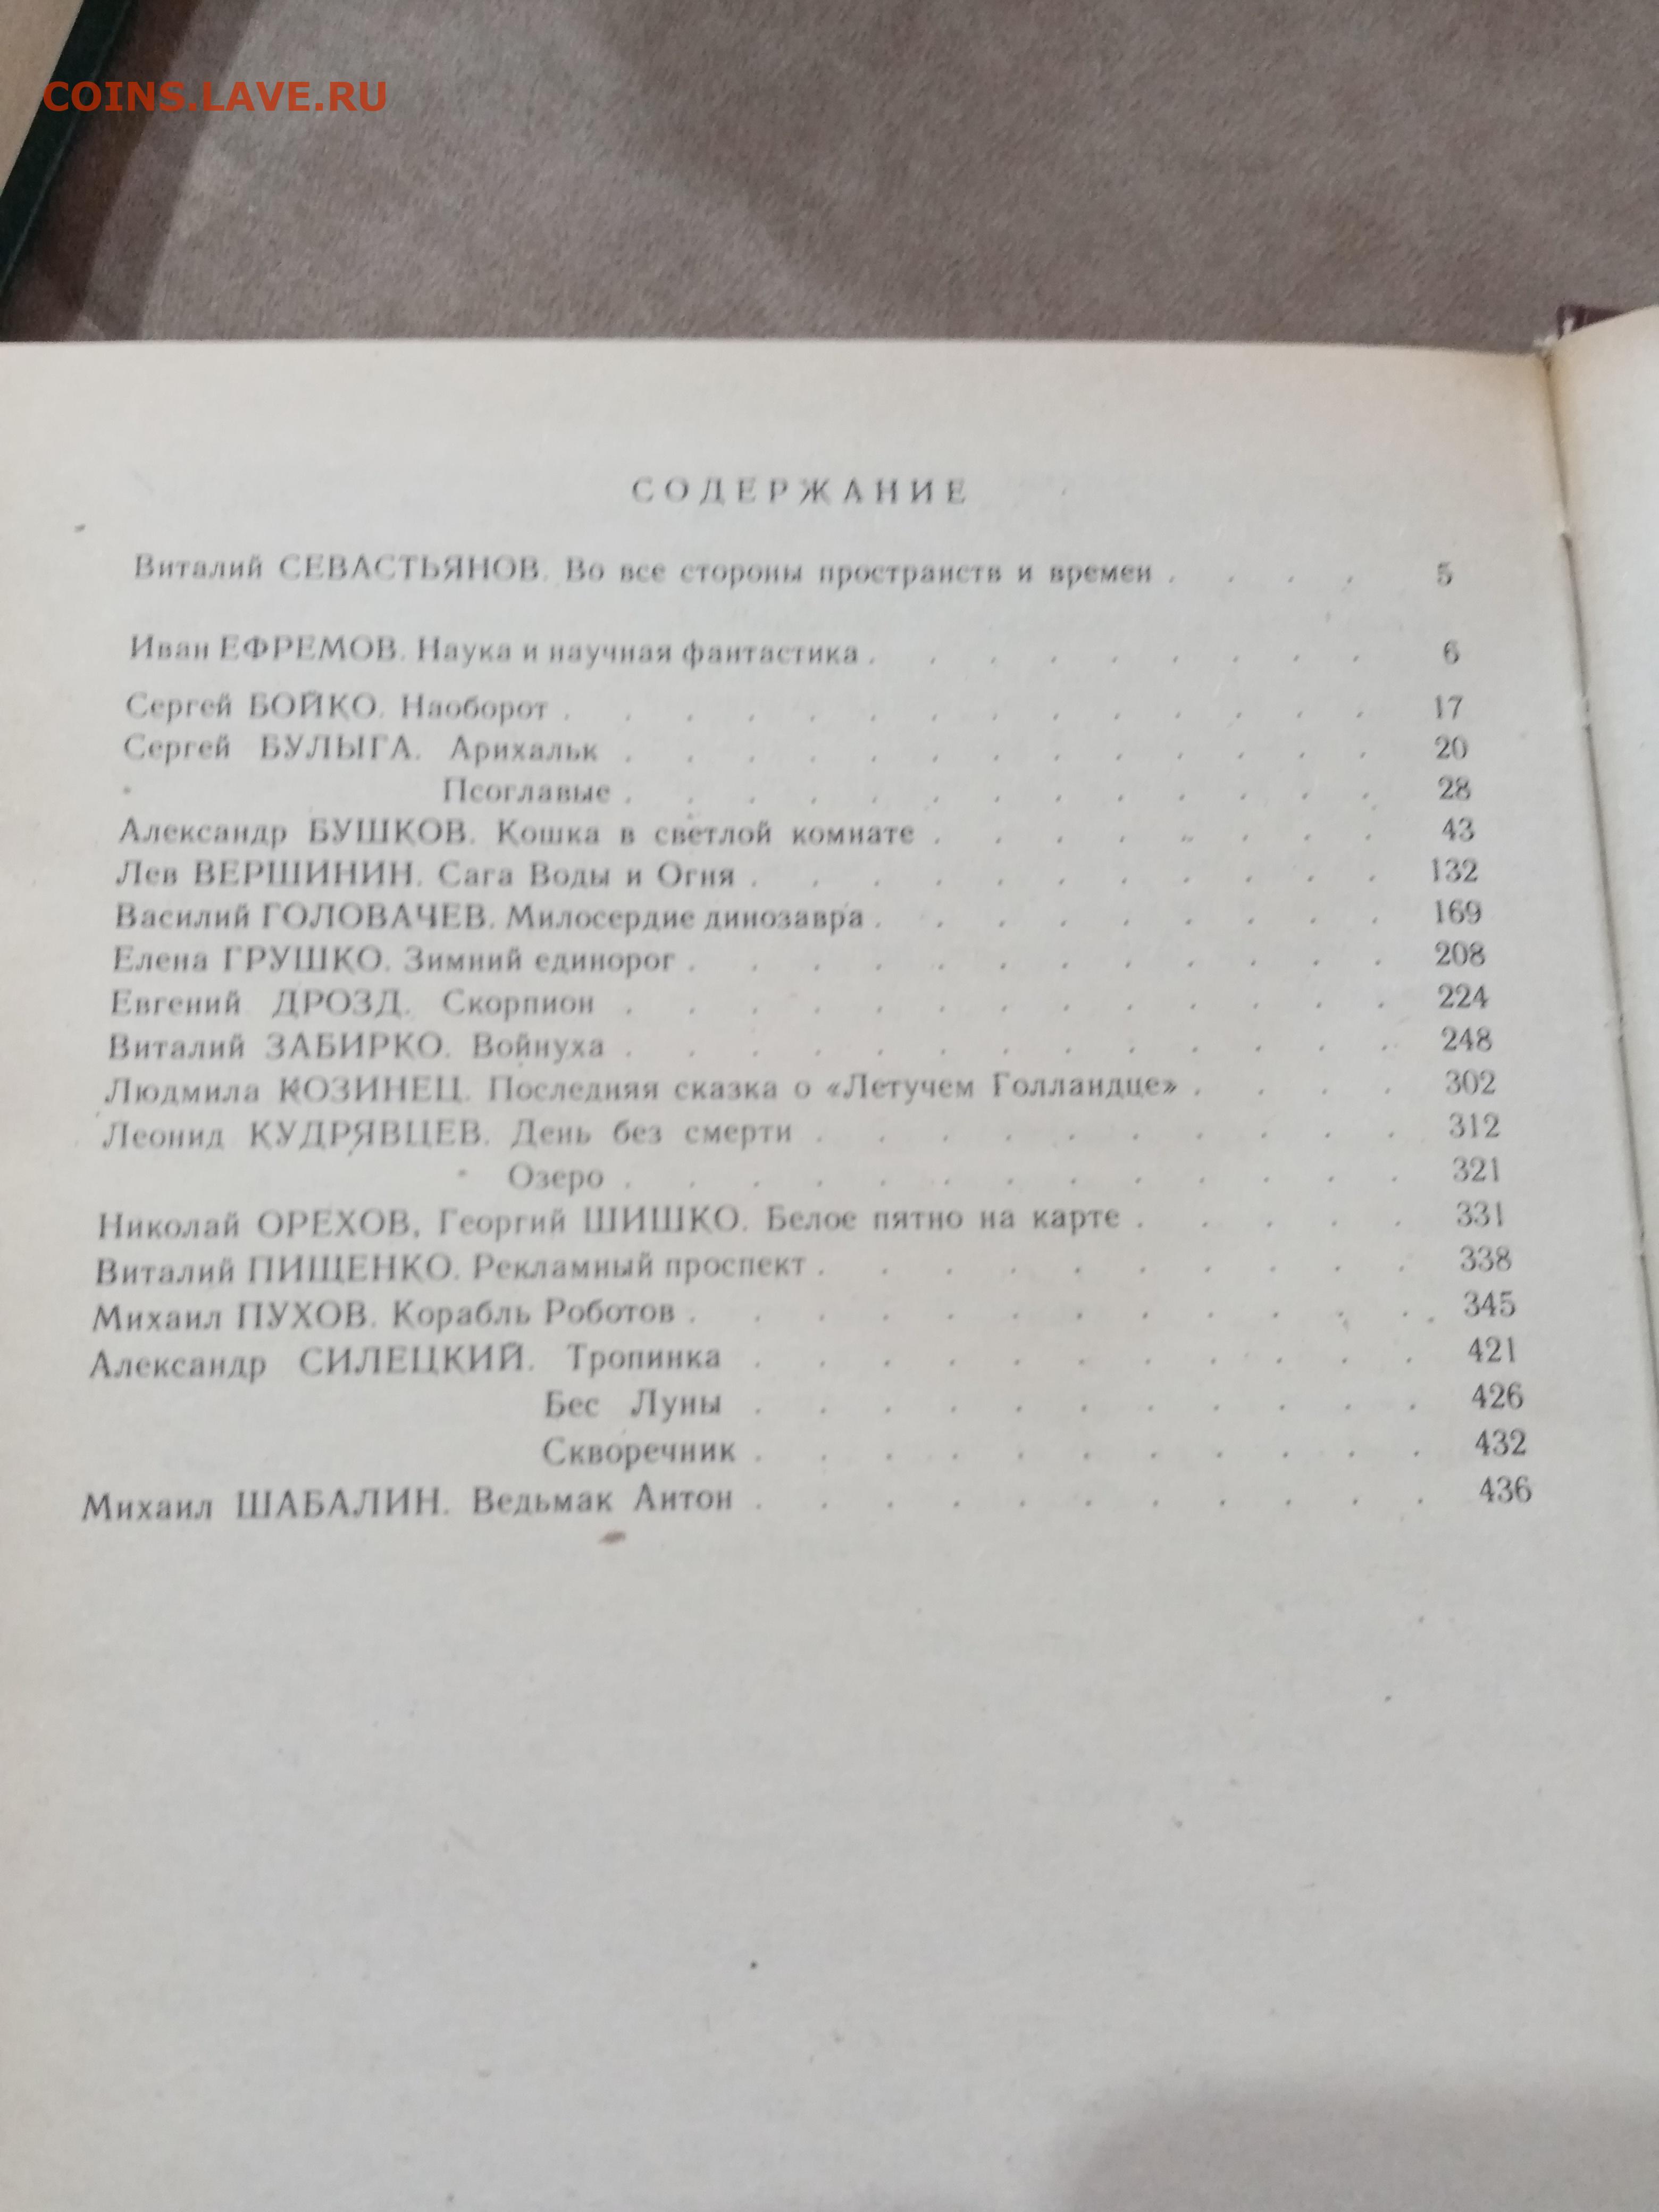 COINS.LAVE.RU
СОДЕРЖАНИЕ
Виталий СЕВАСТЬЯНОВ. Во все стороны пространств и времен . . . . 5
Иван ЕФРЕМОВ. Наука и научная фантастика . . . . . . . . . 6
Сергей БОЙКО. Наоборот . . . . . . . . . . . . . . 17
Сергей БУЛЫГА. Арихальк . . . . . . . . . . . . . 20
Псоглавые . . . . . . . . . . . . . 28
Александр БУШКОВ. Кошка в светлой комнате . . . . . . . . 43
Лев ВЕРШИНИН. Сага Воды и Огня . . . . . . . . . . . 132
Василий ГОЛОВАЧЕВ. Милосердие динозавра . . . . . . . . . 169
Елена ГРУШКО. Зимний единорог . . . . . . . . . . . . 208
Евгений ДРОЗД. Скорпион . . . . . . . . . . . . . 224
Виталий ЗАБИРКО. Войнуха . . . . . . . . . . . . . 248
Людмила КОЗИНЕЦ. Последняя сказка о «Летучем Голландце» . . . . 302
Леонид КУДРЯВЦЕВ. День без смерти . . . . . . . . . . 312
Озеро . . . . . . . . . . . . . 321
Николай ОРЕХОВ, Георгий ШИШКО. Белое пятно на карте . . . . . 331
Виталий ПИЩЕНКО. Рекламный проспект . . . . . . . . . . 338
Михаил ПУХОВ. Корабль Роботов . . . . . . . . . . . . 345
Александр СИЛЕЦКИЙ. Тропинка . . . . . . . . . . . 421
Бес Луны . . . . . . . . . . . 426
Скворечник . . . . . . . . . . . 432
Михаил ШАБАЛИН. Ведьмак Антон . . . . . . . . . . . 436